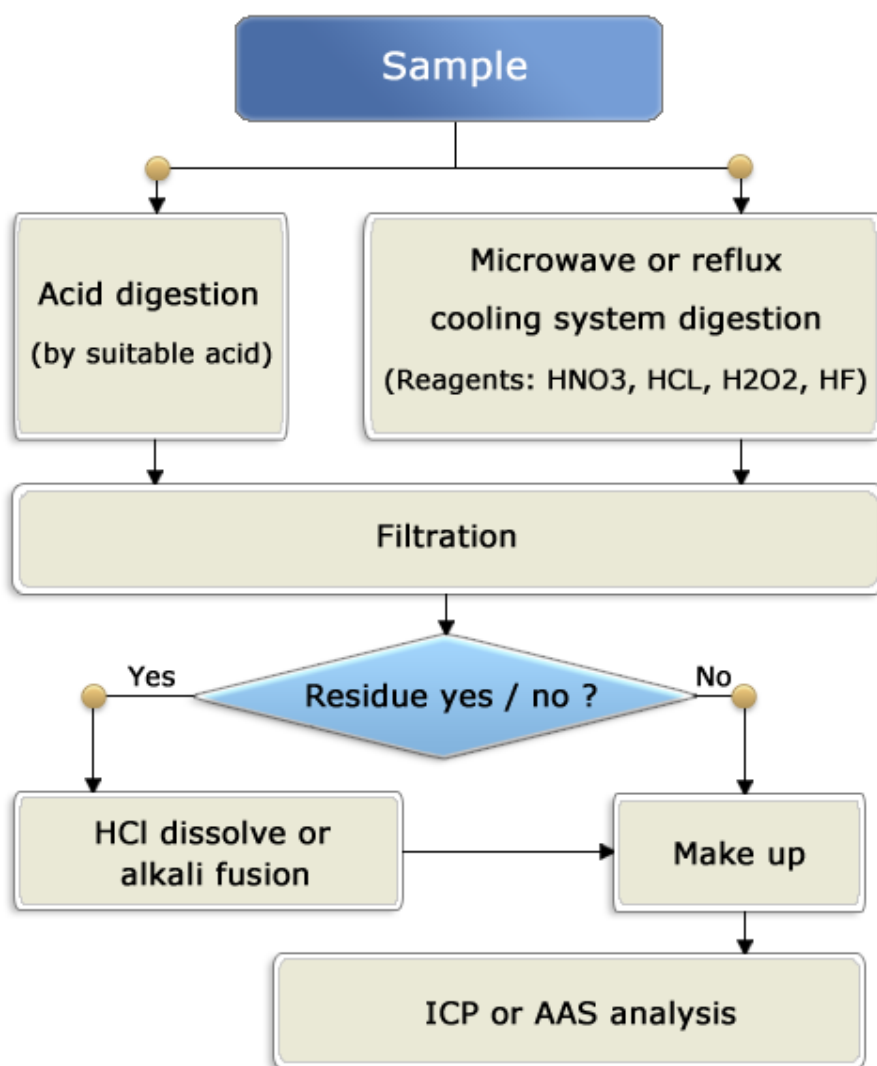 Sample
Acid digestion
(by suitable acid)
Microwave or reflux
cooling system digestion
(Reagents: HNO3, HCL, H2O2, HF)
Filtration
Yes
Residue yes / no ?
No
HCl dissolve or
alkali fusion
Make up
ICP or AAS analysis